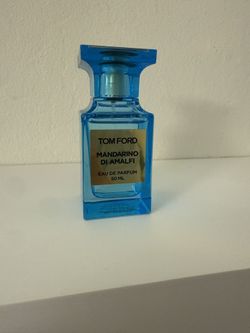 TOM FORD
MANDARINO
DI AMALFI
EAU DE PARFUM
50 ML